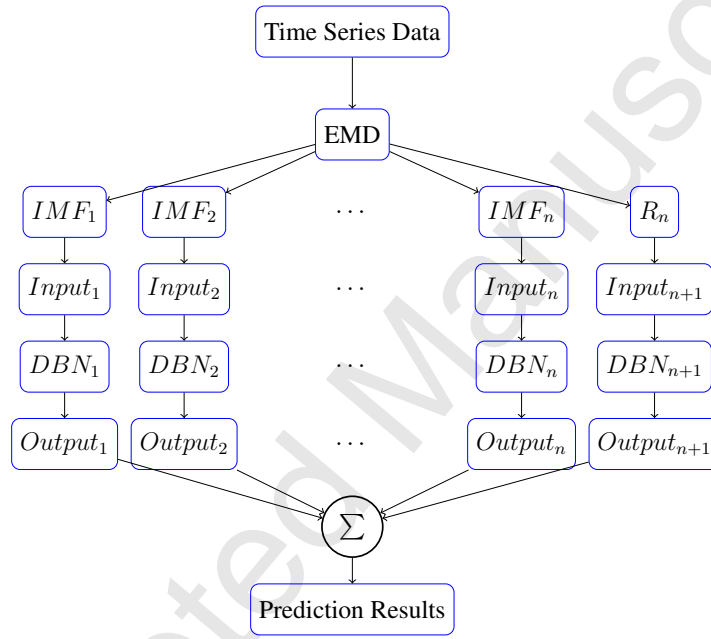 Time Series Data
EMD
IMF₁ IMF₂ ... IMFₙ Rₙ
Input₁ Input₂ ... Inputₙ Inputₙ₊₁
DBN₁ DBN₂ ... DBNₙ DBNₙ₊₁
Output₁ Output₂ ... Outputₙ Outputₙ₊₁
∑
Prediction Results